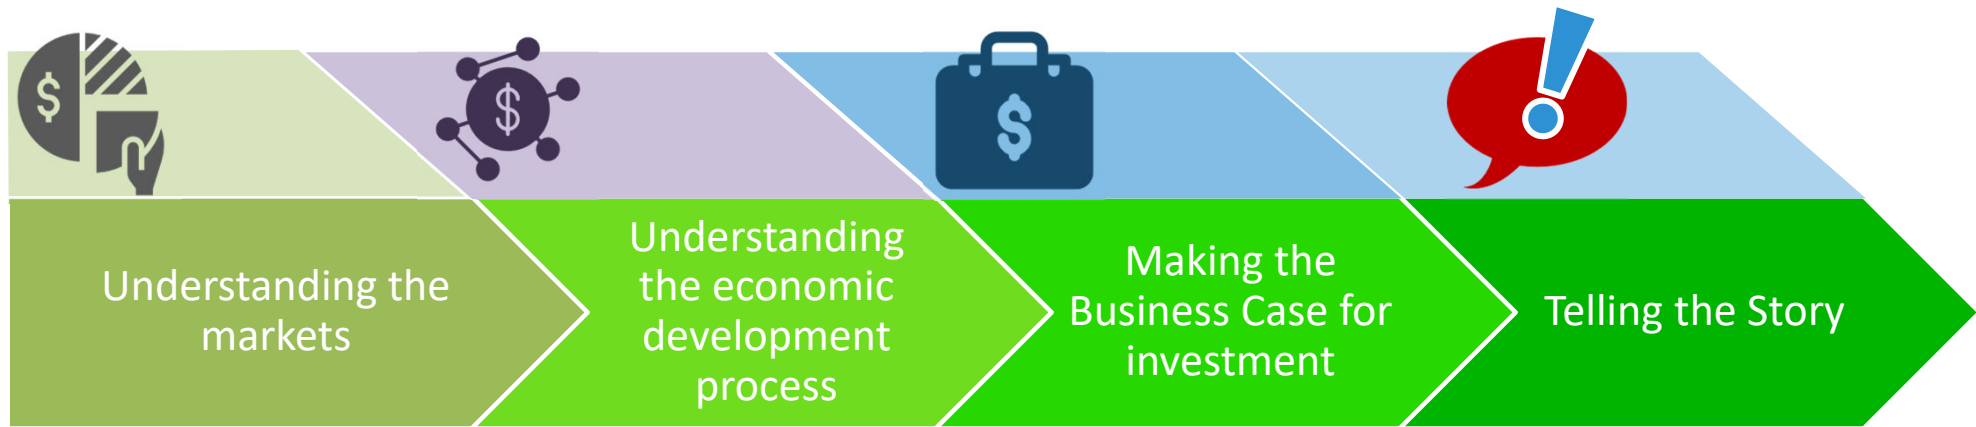 $
$
$
Understanding the
markets
Understanding
the economic
development
process
Making the
Business Case for
investment
Telling the Story